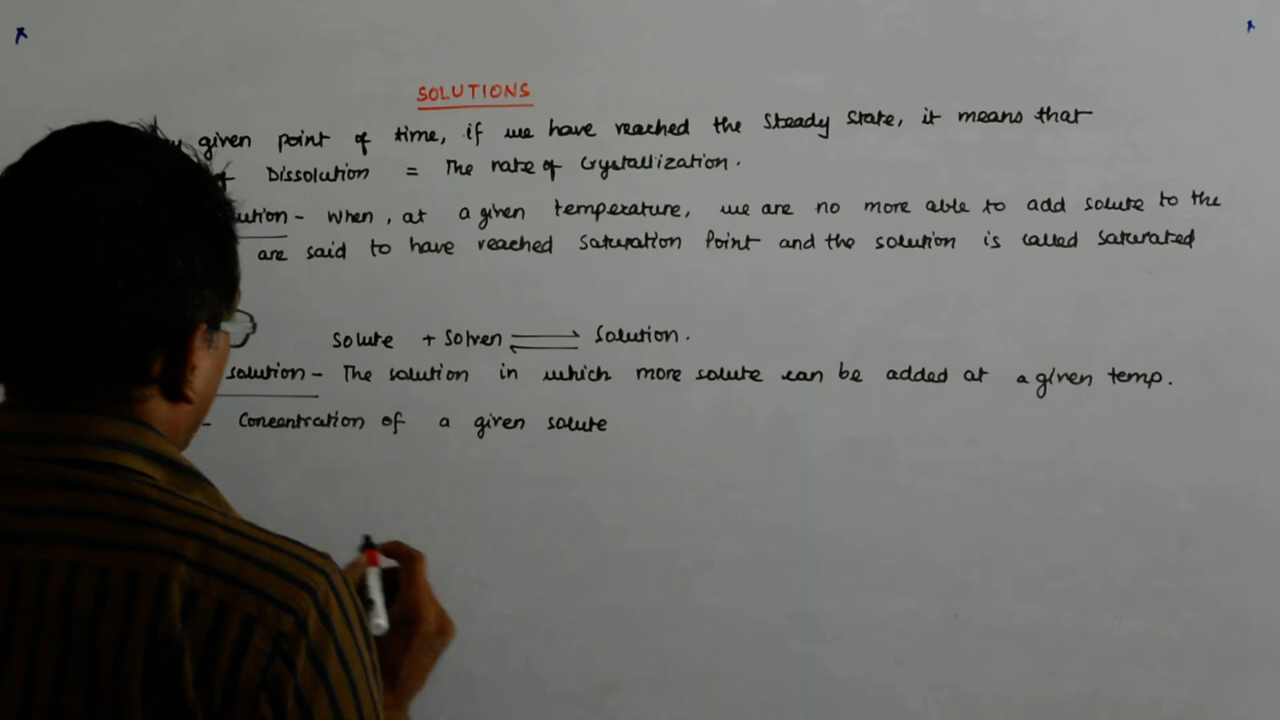 SOLUTIONS
given point of time, if we have reached the Steady State, it means that
Dissolution = The rate of Crystallization.
ution - When, at a given temperature, we are no more able to add solute to the
are said to have reached Saturation Point and the solution is called saturated
Solute + Solven ⇌ Solution.
solution - The solution in which more solute can be added at a given temp.
- Concentration of a given solute